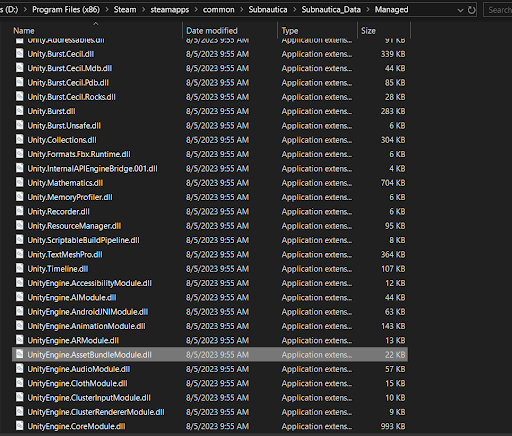 s (D:) > Program Files (x86) > Steam > steamapps > common > Subnautica > Subnautica_Data > Managed Search
Name Date modified Type Size
Unity.Addressables.dll 8/5/2023 9:55 AM Application extens... 91 KB
Unity.Burst.Cecil.dll 8/5/2023 9:55 AM Application extens... 339 KB
Unity.Burst.Cecil.Mdb.dll 8/5/2023 9:55 AM Application extens... 44 KB
Unity.Burst.Cecil.Pdb.dll 8/5/2023 9:55 AM Application extens... 85 KB
Unity.Burst.Cecil.Rocks.dll 8/5/2023 9:55 AM Application extens... 28 KB
Unity.Burst.dll 8/5/2023 9:55 AM Application extens... 283 KB
Unity.Burst.Unsafe.dll 8/5/2023 9:55 AM Application extens... 6 KB
Unity.Collections.dll 8/5/2023 9:55 AM Application extens... 304 KB
Unity.Formats.Fbx.Runtime.dll 8/5/2023 9:55 AM Application extens... 6 KB
Unity.InternalAPIEngineBridge.001.dll 8/5/2023 9:55 AM Application extens... 4 KB
Unity.Mathematics.dll 8/5/2023 9:55 AM Application extens... 704 KB
Unity.MemoryProfiler.dll 8/5/2023 9:55 AM Application extens... 6 KB
Unity.Recorder.dll 8/5/2023 9:55 AM Application extens... 6 KB
Unity.ResourceManager.dll 8/5/2023 9:55 AM Application extens... 95 KB
Unity.ScriptableBuildPipeline.dll 8/5/2023 9:55 AM Application extens... 8 KB
Unity.TextMeshPro.dll 8/5/2023 9:55 AM Application extens... 364 KB
Unity.Timeline.dll 8/5/2023 9:55 AM Application extens... 107 KB
UnityEngine.AccessibilityModule.dll 8/5/2023 9:55 AM Application extens... 12 KB
UnityEngine.AIModule.dll 8/5/2023 9:55 AM Application extens... 44 KB
UnityEngine.AndroidJNIModule.dll 8/5/2023 9:55 AM Application extens... 63 KB
UnityEngine.AnimationModule.dll 8/5/2023 9:55 AM Application extens... 143 KB
UnityEngine.ARModule.dll 8/5/2023 9:55 AM Application extens... 13 KB
UnityEngine.AssetBundleModule.dll 8/5/2023 9:55 AM Application extens... 22 KB
UnityEngine.AudioModule.dll 8/5/2023 9:55 AM Application extens... 57 KB
UnityEngine.ClothModule.dll 8/5/2023 9:55 AM Application extens... 15 KB
UnityEngine.ClusterInputModule.dll 8/5/2023 9:55 AM Application extens... 10 KB
UnityEngine.ClusterRendererModule.dll 8/5/2023 9:55 AM Application extens... 9 KB
UnityEngine.CoreModule.dll 8/5/2023 9:55 AM Application extens... 993 KB